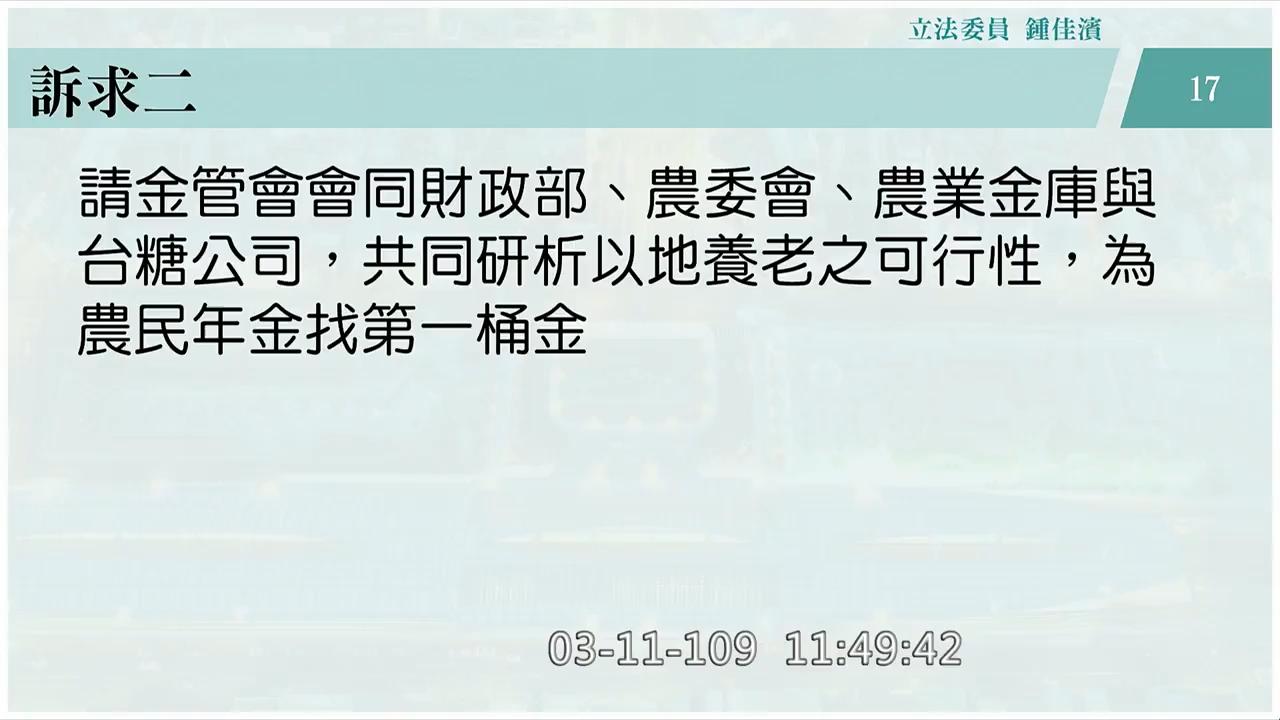 立法委員 鍾佳濱
訴求二
17
請金管會會同財政部、農委會、農業金庫與
台糖公司，共同研析以地養老之可行性，為
農民年金找第一桶金
03-11-109 11:49:42